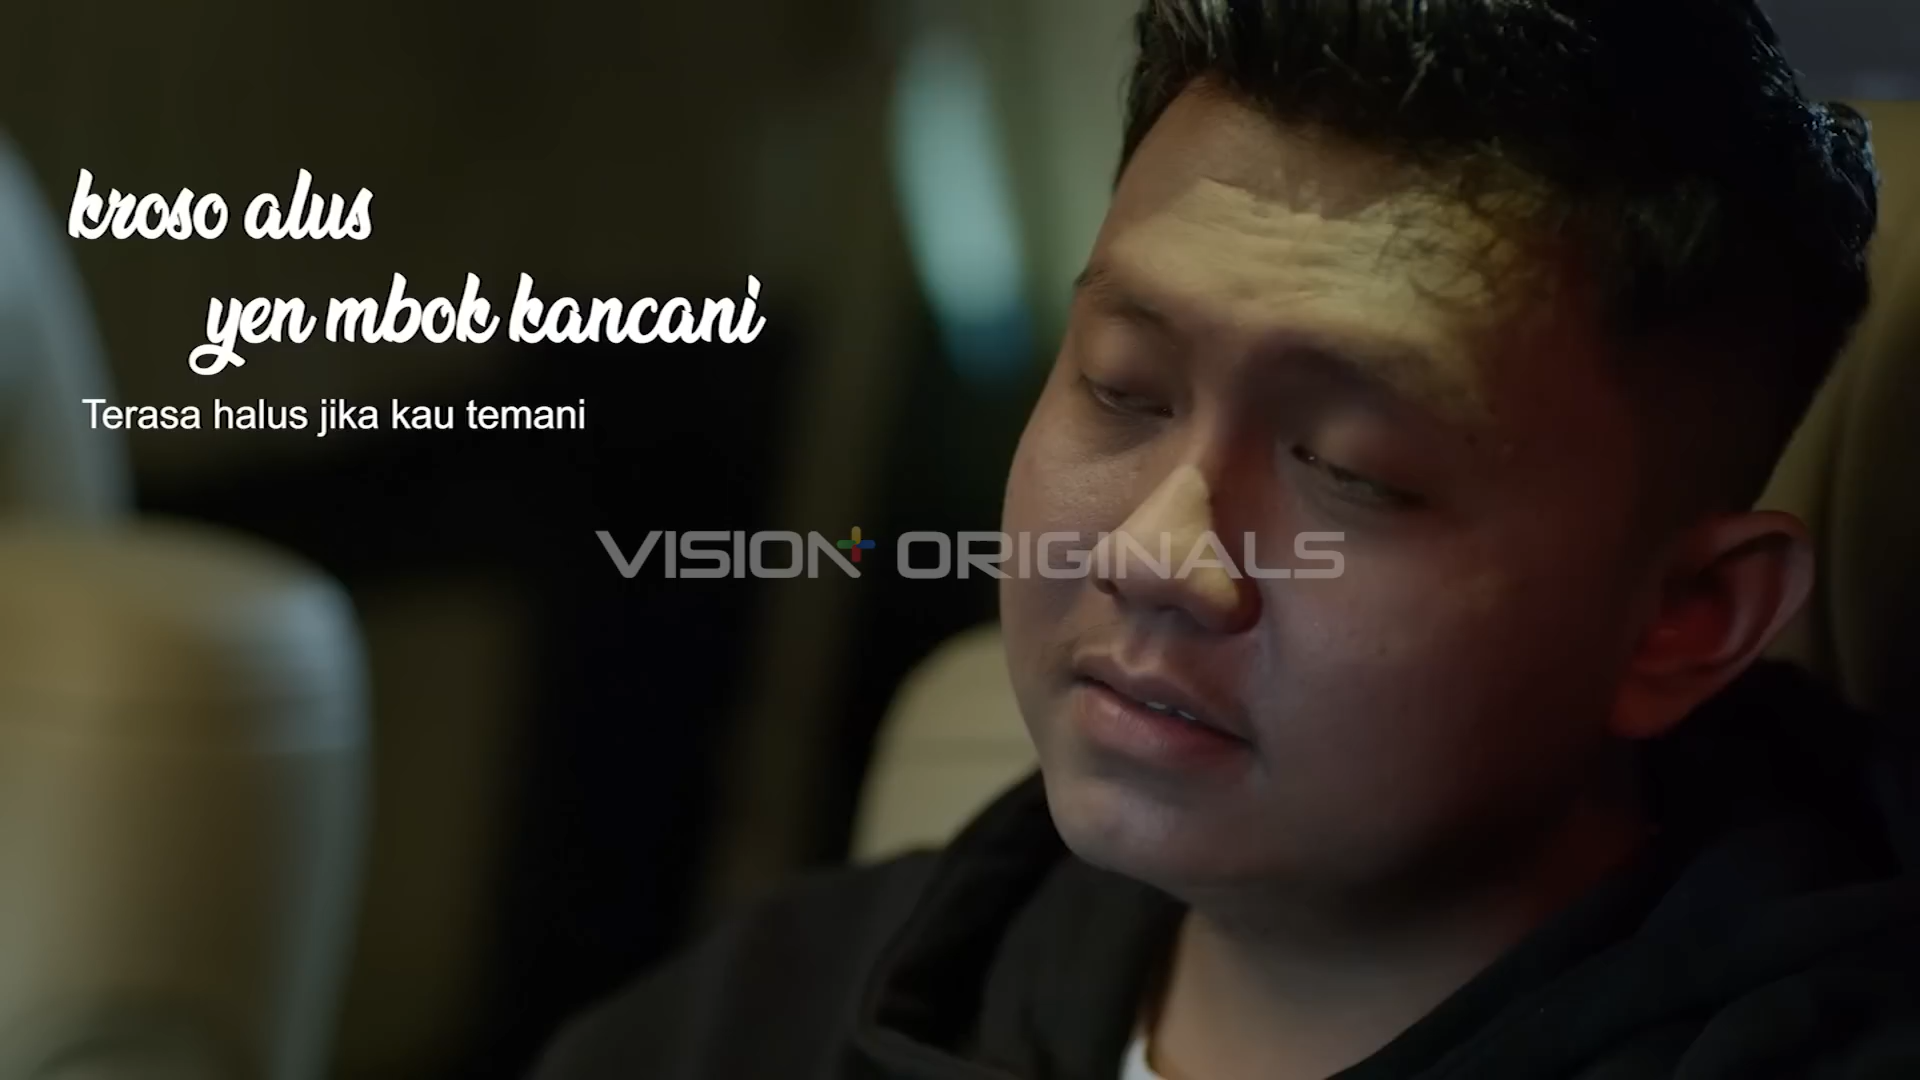 kroso alus
yen mbok kancani
Terasa halus jika kau temani
VISION+ ORIGINALS